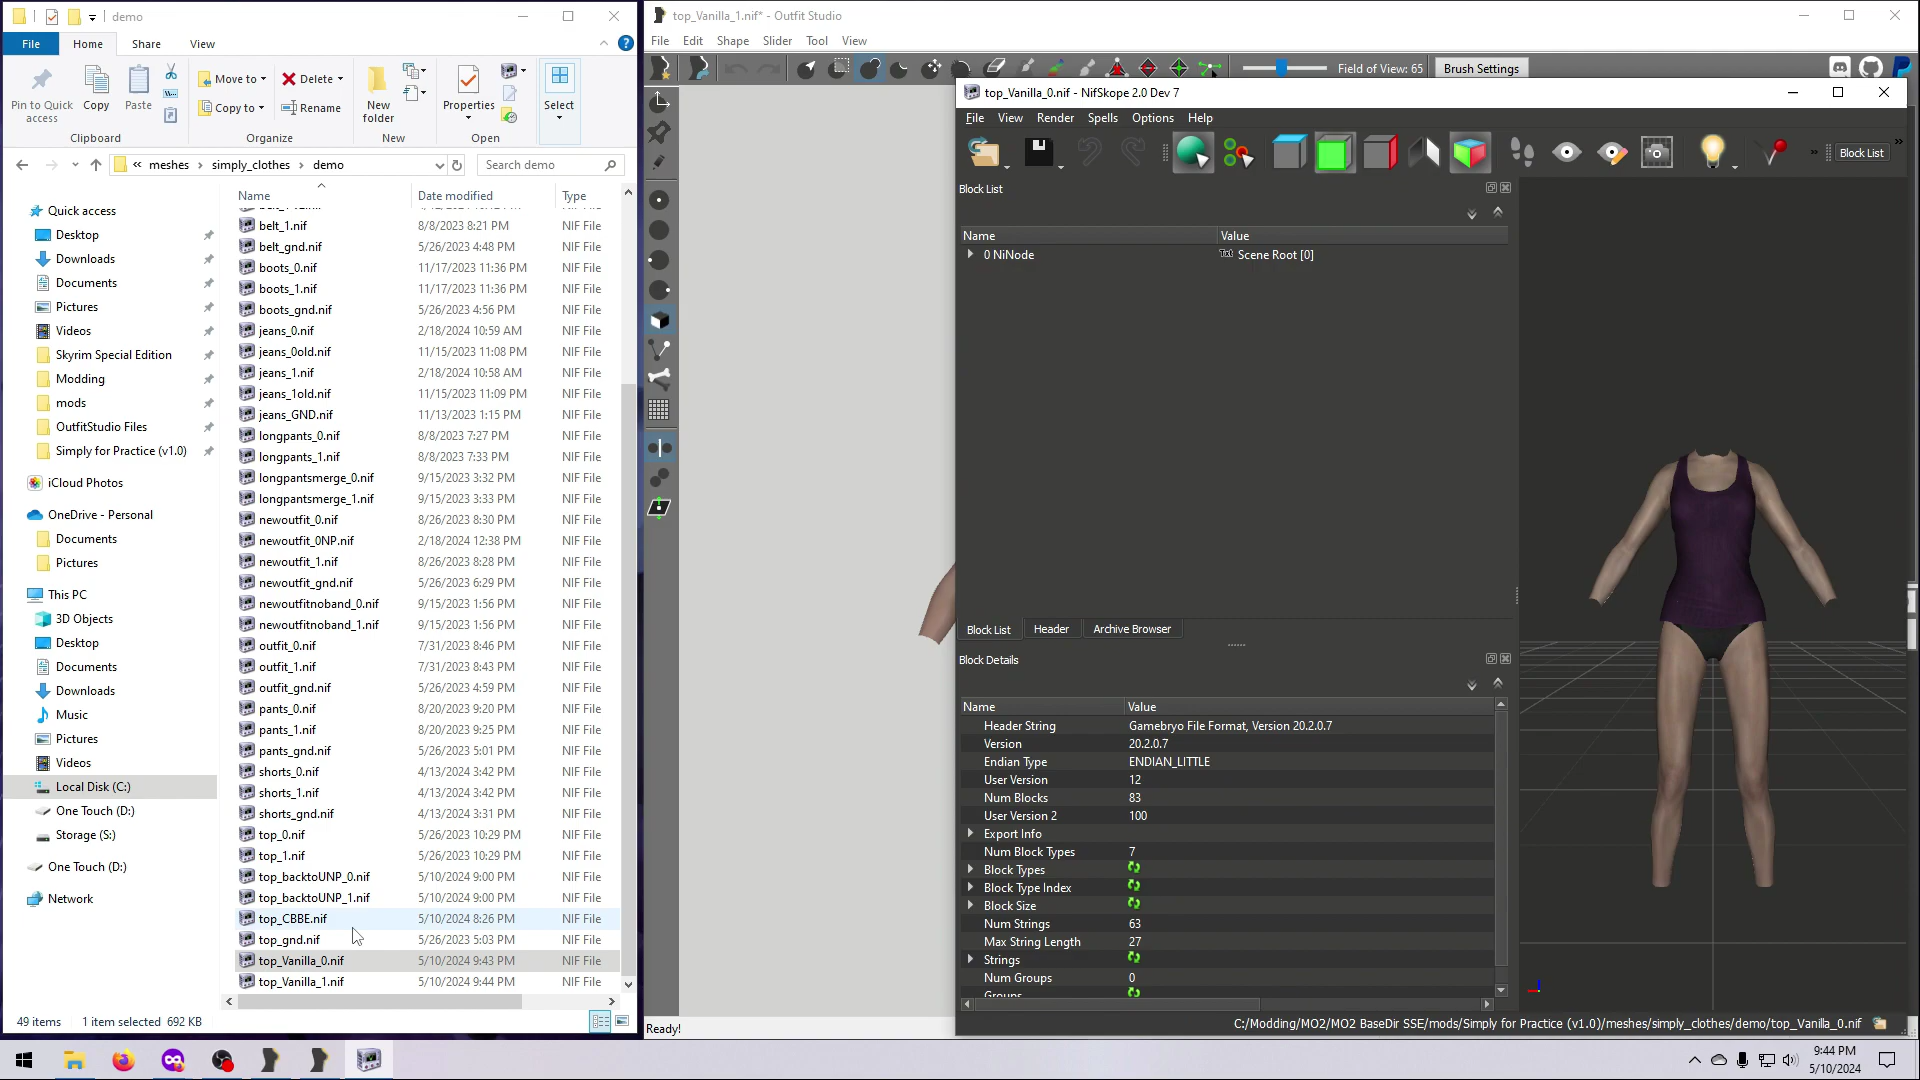 demo
File
Home
Share
View
Pin to Quick access
Copy
Paste
Clipboard
Move to
Copy to
Delete
Rename
Organize
New folder
New
Properties
Open
Select
« meshes › simply_clothes › demo
Search demo
Quick access
Desktop
Downloads
Documents
Pictures
Videos
Skyrim Special Edition
Modding
mods
OutfitStudio Files
Simply for Practice (v1.0)
iCloud Photos
OneDrive - Personal
Documents
Pictures
This PC
3D Objects
Desktop
Documents
Downloads
Music
Pictures
Videos
Local Disk (C:)
One Touch (D:)
Storage (S:)
One Touch (D:)
Network
Name Date modified Type
belt_1.nif 8/8/2023 8:21 PM NIF File
belt_gnd.nif 5/26/2023 4:48 PM NIF File
boots_0.nif 11/17/2023 11:36 PM NIF File
boots_1.nif 11/17/2023 11:36 PM NIF File
boots_gnd.nif 5/26/2023 4:56 PM NIF File
jeans_0.nif 2/18/2024 10:59 AM NIF File
jeans_0old.nif 11/15/2023 11:08 PM NIF File
jeans_1.nif 2/18/2024 10:58 AM NIF File
jeans_1old.nif 11/15/2023 11:09 PM NIF File
jeans_GND.nif 11/13/2023 1:15 PM NIF File
longpants_0.nif 8/8/2023 7:27 PM NIF File
longpants_1.nif 8/8/2023 7:33 PM NIF File
longpantsmerge_0.nif 9/15/2023 3:32 PM NIF File
longpantsmerge_1.nif 9/15/2023 3:33 PM NIF File
newoutfit_0.nif 8/26/2023 8:30 PM NIF File
newoutfit_0NP.nif 2/18/2024 12:38 PM NIF File
newoutfit_1.nif 8/26/2023 8:28 PM NIF File
newoutfit_gnd.nif 5/26/2023 6:29 PM NIF File
newoutfitnoband_0.nif 9/15/2023 1:56 PM NIF File
newoutfitnoband_1.nif 9/15/2023 1:56 PM NIF File
outfit_0.nif 7/31/2023 8:46 PM NIF File
outfit_1.nif 7/31/2023 8:43 PM NIF File
outfit_gnd.nif 5/26/2023 4:59 PM NIF File
pants_0.nif 8/20/2023 9:20 PM NIF File
pants_1.nif 8/20/2023 9:25 PM NIF File
pants_gnd.nif 5/26/2023 5:01 PM NIF File
shorts_0.nif 4/13/2024 3:42 PM NIF File
shorts_1.nif 4/13/2024 3:42 PM NIF File
shorts_gnd.nif 4/13/2024 3:31 PM NIF File
top_0.nif 5/26/2023 10:29 PM NIF File
top_1.nif 5/26/2023 10:29 PM NIF File
top_backtoUNP_0.nif 5/10/2024 9:00 PM NIF File
top_backtoUNP_1.nif 5/10/2024 9:00 PM NIF File
top_CBBE.nif 5/10/2024 8:26 PM NIF File
top_gnd.nif 5/26/2023 5:03 PM NIF File
top_Vanilla_0.nif 5/10/2024 9:43 PM NIF File
top_Vanilla_1.nif 5/10/2024 9:44 PM NIF File
49 items 1 item selected 692 KB
top_Vanilla_1.nif* - Outfit Studio
File Edit Shape Slider Tool View
Field of View: 65
Brush Settings
Ready!
top_Vanilla_0.nif - NifSkope 2.0 Dev 7
File View Render Spells Options Help
Block List
Block List
Name Value
0 NiNode Txt Scene Root [0]
Block List Header Archive Browser
Block Details
Name Value
Header String Gamebryo File Format, Version 20.2.0.7
Version 20.2.0.7
Endian Type ENDIAN_LITTLE
User Version 12
Num Blocks 83
User Version 2 100
Export Info
Num Block Types 7
Block Types
Block Type Index
Block Size
Num Strings 63
Max String Length 27
Strings
Num Groups 0
Groups
C:/Modding/MO2/MO2 BaseDir SSE/mods/Simply for Practice (v1.0)/meshes/simply_clothes/demo/top_Vanilla_0.nif
9:44 PM
5/10/2024